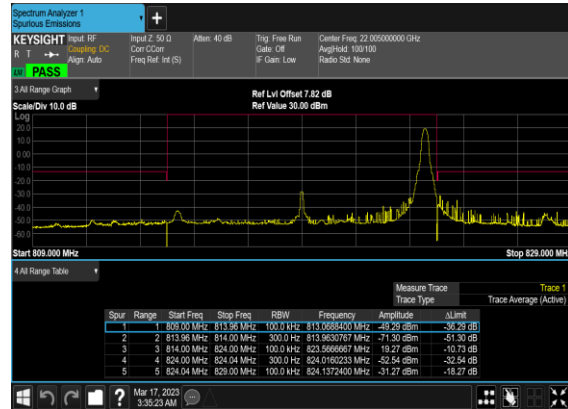 Spectrum Analyzer 1
Spurious Emissions
KEYSIGHT Input: RF Input Z: 50 Ω Atten: 40 dB Trig: Free Run Center Freq: 22.005000000 GHz
R T Coupling: DC Corr CCorr Gate: Off Avg|Hold: 100/100
Align: Auto Freq Ref: Int (S) IF Gain: Low Radio Std: None
LW PASS
3 All Range Graph Ref Lvl Offset 7.82 dB
Scale/Div 10.0 dB Ref Value 30.00 dBm
Log
20.0
10.0
0.00
-10.0
-20.0
-30.0
-40.0
-50.0
-60.0
Start 809.000 MHz Stop 829.000 MH
4 All Range Table
Measure Trace Trace 1
Trace Type Trace Average (Active)
Spur Range Start Freq Stop Freq RBW Frequency Amplitude ΔLimit
1 1 809.00 MHz 813.96 MHz 100.0 kHz 813.0688400 MHz -49.29 dBm -36.29 dB
2 2 813.96 MHz 814.00 MHz 300.0 Hz 813.9630767 MHz -71.30 dBm -51.30 dB
3 3 814.00 MHz 824.00 MHz 100.0 kHz 823.5666667 MHz 19.27 dBm -10.73 dB
4 4 824.00 MHz 824.04 MHz 300.0 Hz 824.0160233 MHz -52.54 dBm -32.54 dB
5 5 824.04 MHz 829.00 MHz 100.0 kHz 824.1372400 MHz -31.27 dBm -18.27 dB
? Mar 17, 2023
3:35:23 AM